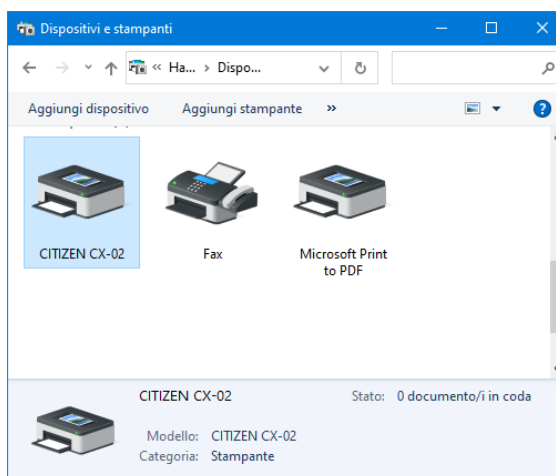 Dispositivi e stampanti
« Ha... › Dispo...
Aggiungi dispositivo Aggiungi stampante »
CITIZEN CX-02
Fax
Microsoft Print
to PDF
CITIZEN CX-02 Stato: 0 documento/i in coda
Modello: CITIZEN CX-02
Categoria: Stampante